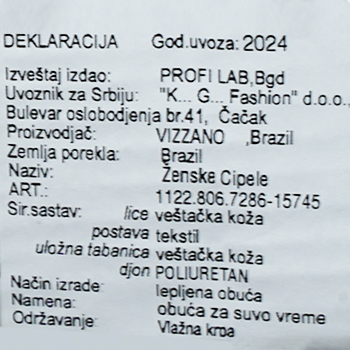 DEKLARACIJA God.uvoza: 2024
Izveštaj izdao: PROFI LAB,Bgd
Uvoznik za Srbiju: "K... G... Fashion" d.o.o.,
Bulevar oslobodjenja br.41, Čačak
Proizvodjač: VIZZANO ,Brazil
Zemlja porekla: Brazil
Naziv: Ženske Cipele
ART.: 1122.806.7286-15745
Sir.sastav: lice veštačka koža
postava tekstil
uložna tabanica veštačka koža
djon POLIURETAN
Način izrade: lepljena obuća
Namena: obuća za suvo vreme
Održavanje: Vlažna krpa